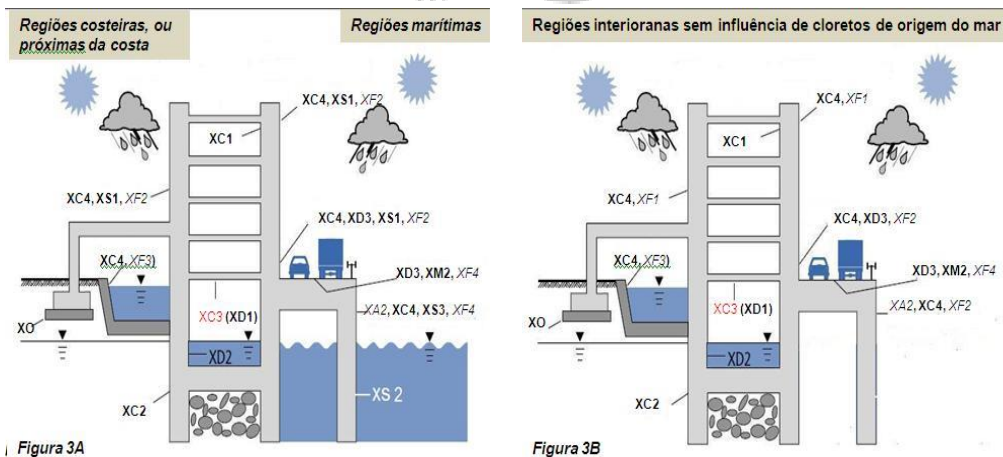 Regiões costeiras, ou
próximas da costa
Regiões marítimas
XC4, XS1, XF2
XC1
XC4, XS1, XF2
XC4, XD3, XS1, XF2
XC4, XF3)
XD3, XM2, XF4
XC3 (XD1)
XA2, XC4, XS3, XF4
XO
XD2
XS 2
XC2
Figura 3A
Regiões interioranas sem influência de cloretos de origem do mar
XC4, XF1
XC1
XC4, XF1
XC4, XD3, XF2
XC4, XF3)
XD3, XM2, XF4
XC3 (XD1)
XA2, XC4, XF2
XO
XD2
XC2
Figura 3B